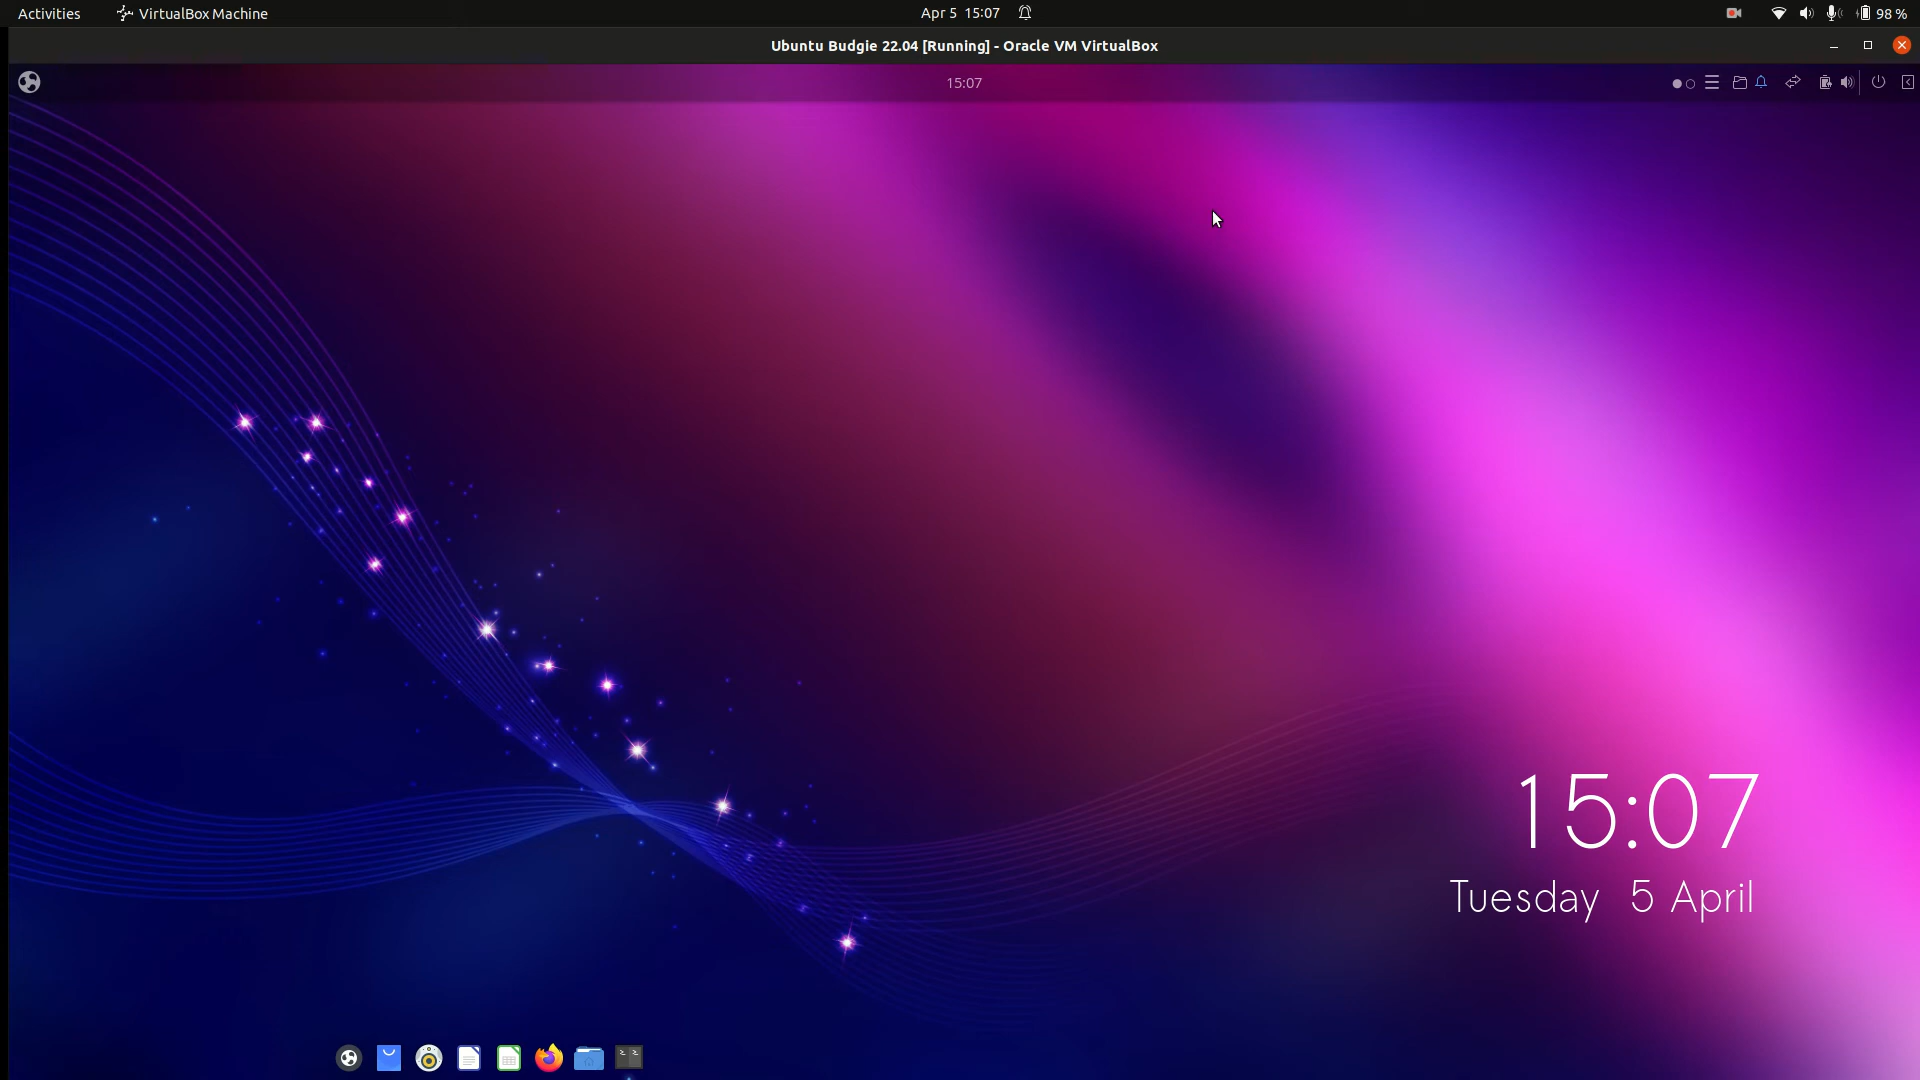 Activities
VirtualBox Machine
Apr 5 15:07
98 %
Ubuntu Budgie 22.04 [Running] - Oracle VM VirtualBox
15:07
15:07
Tuesday 5 April